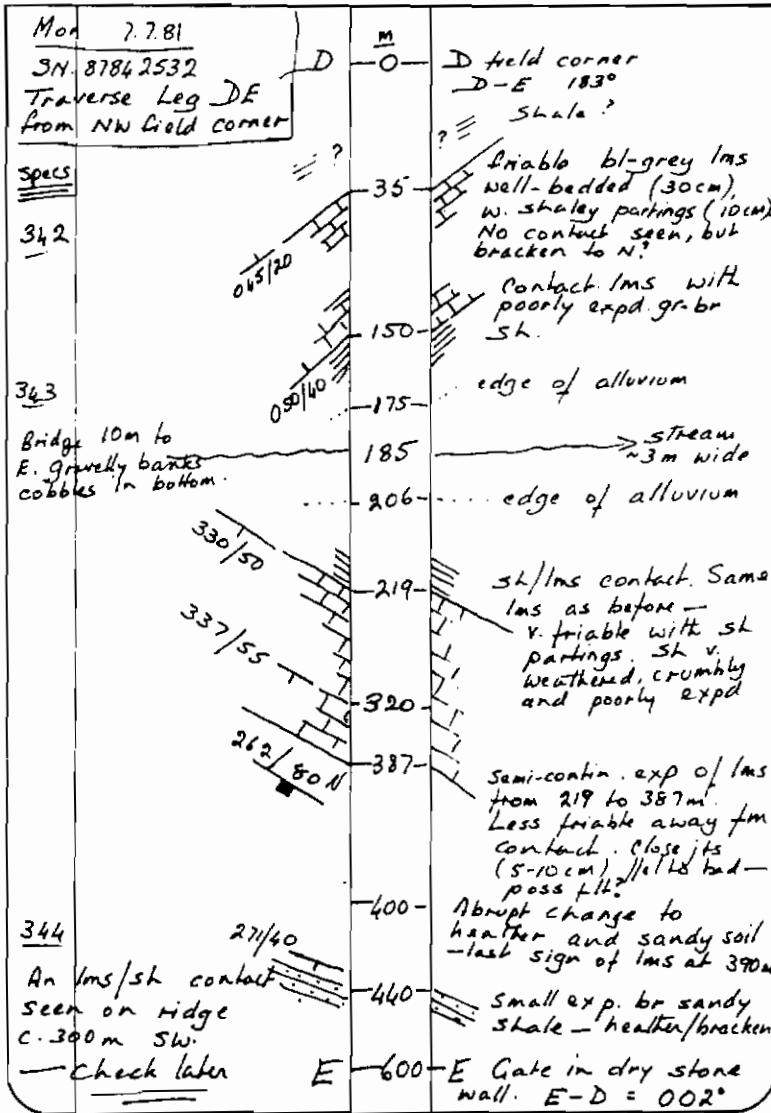 Mon 7.7.81
SN. 87842532
Traverse Leg DE
from NW field corner
Specs
342
343
Bridge 10m to
E. gravelly banks
cobbles in bottom.
344
An lms/sh contact
seen on ridge
c. 300m SW.
— Check later
m
D 0
35
150
175
185
206
219
320
387
400
440
E 600
?
045/20
050/40
330/50
337/55
262/80N
271/40
D field corner
D-E 183°
Shale ?
?
friable bl-grey lms
well-bedded (30cm),
w. shaley partings (10cm)
No contact seen, but
bracken to N?
Contact lms with
poorly expd. gr-br
sh.
edge of alluvium
stream
~3m wide
edge of alluvium
sh/lms contact. Same
lms as before —
v. friable with sh
partings. sh v.
weathered, crumbly
and poorly expd
Semi-contin. exp of lms
from 219 to 387m.
Less friable away fm
contact. close jts
(5-10cm) //el to bed —
poss flt?
Abrupt change to
heather and sandy soil
— last sign of lms at 390m
Small exp. br sandy
shale — heather/bracken
E Gate in dry stone
wall. E-D = 002°